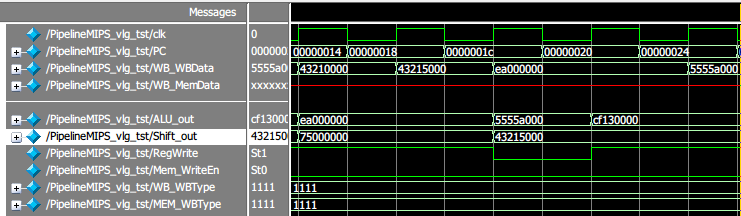 Messages
/PipelineMIPS_vlg_tst/clk 0
/PipelineMIPS_vlg_tst/PC 000000 00000014 00000018 0000001c 00000020 00000024
/PipelineMIPS_vlg_tst/WB_WBData 5555a00 43210000 43215000 ea000000 5555a000
/PipelineMIPS_vlg_tst/WB_MemData xxxxxx
/PipelineMIPS_vlg_tst/ALU_out cf13000 ea000000 5555a000 cf130000
/PipelineMIPS_vlg_tst/Shift_out 432150 75000000 43215000
/PipelineMIPS_vlg_tst/RegWrite St1
/PipelineMIPS_vlg_tst/Mem_WriteEn St0
/PipelineMIPS_vlg_tst/WB_WBType 1111 1111
/PipelineMIPS_vlg_tst/MEM_WBType 1111 1111